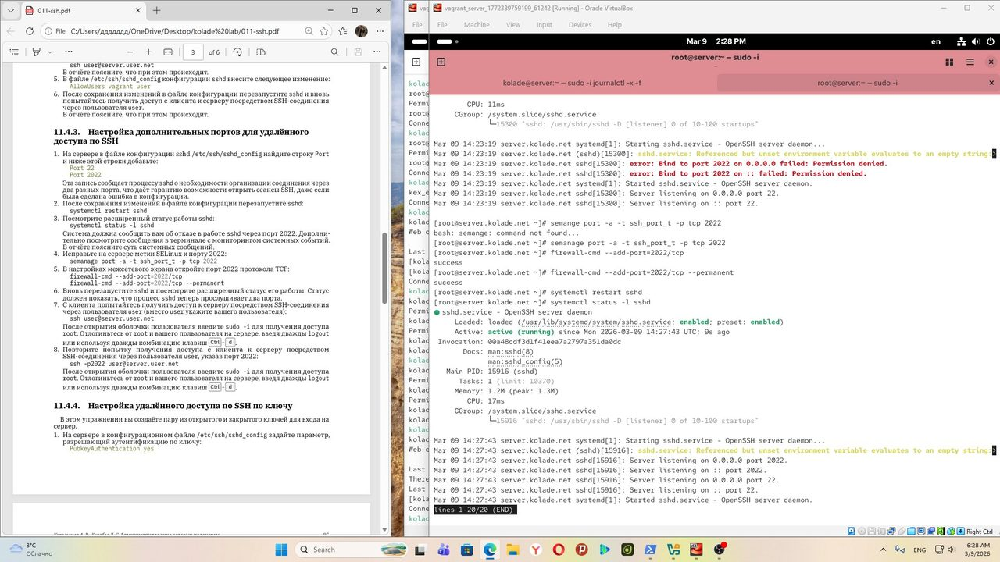 011-ssh.pdf
File
C:/Users/дддддд/OneDrive/Desktop/kolade%20lab/011-ssh.pdf
3 of 6
ssh user@server.user.net
В отчёте поясните, что при этом происходит.
5. В файле /etc/ssh/sshd_config конфигурации sshd внесите следующее изменение:
AllowUsers vagrant user
6. После сохранения изменений в файле конфигурации перезапустите sshd и вновь
попытайтесь получить доступ с клиента к серверу посредством SSH-соединения
через пользователя user.
В отчёте поясните, что при этом происходит.
11.4.3. Настройка дополнительных портов для удалённого
доступа по SSH
1. На сервере в файле конфигурации sshd /etc/ssh/sshd_config найдите строку Port
и ниже этой строки добавьте:
Port 22
Port 2022
Эта запись сообщает процессу sshd о необходимости организации соединения через
два разных порта, что даёт гарантию возможности открыть сеансы SSH, даже если
была сделана ошибка в конфигурации.
2. После сохранения изменений в файле конфигурации перезапустите sshd:
systemctl restart sshd
3. Посмотрите расширенный статус работы sshd:
systemctl status -l sshd
Система должна сообщить вам об отказе в работе sshd через порт 2022. Дополни-
тельно посмотрите сообщения в терминале с мониторингом системных событий.
В отчёте поясните суть системных сообщений.
4. Исправьте на сервере метки SELinux к порту 2022:
semanage port -a -t ssh_port_t -p tcp 2022
5. В настройках межсетевого экрана откройте порт 2022 протокола TCP:
firewall-cmd --add-port=2022/tcp
firewall-cmd --add-port=2022/tcp --permanent
6. Вновь перезапустите sshd и посмотрите расширенный статус его работы. Статус
должен показать, что процесс sshd теперь прослушивает два порта.
7. С клиента попытайтесь получить доступ к серверу посредством SSH-соединения
через пользователя user (вместо user укажите вашего пользователя):
ssh user@server.user.net
После открытия оболочки пользователя введите sudo -i для получения доступа
root. Отлогиньтесь от root и вашего пользователя на сервере, введя дважды logout
или используя дважды комбинацию клавиш Ctrl + d .
8. Повторите попытку получения доступа с клиента к серверу посредством
SSH-соединения через пользователя user, указав порт 2022:
ssh -p2022 user@server.user.net
После открытия оболочки пользователя введите sudo -i для получения доступа
root. Отлогиньтесь от root и вашего пользователя на сервере, введя дважды logout
или используя дважды комбинацию клавиш Ctrl + d .
11.4.4. Настройка удалённого доступа по SSH по ключу
В этом упражнении вы создаёте пару из открытого и закрытого ключей для входа на
сервер.
1. На сервере в конфигурационном файле /etc/ssh/sshd_config задайте параметр,
разрешающий аутентификацию по ключу:
PubkeyAuthentication yes
vag
File
vagrant_server_1772389759199_61242 [Running] - Oracle VirtualBox
File Machine View Input Devices Help
Mar 9 2:28 PM
en
root@server:~ — sudo -i
kolade@server:~ — sudo -i journalctl -x -f
root@server:~ — sudo -i
CPU: 11ms
CGroup: /system.slice/sshd.service
└─15300 "sshd: /usr/sbin/sshd -D [listener] 0 of 10-100 startups"
Mar 09 14:23:19 server.kolade.net systemd[1]: Starting sshd.service - OpenSSH server daemon...
Mar 09 14:23:19 server.kolade.net (sshd)[15300]: sshd.service: Referenced but unset environment variable evaluates to an empty string:>
Mar 09 14:23:19 server.kolade.net sshd[15300]: error: Bind to port 2022 on 0.0.0.0 failed: Permission denied.
Mar 09 14:23:19 server.kolade.net sshd[15300]: error: Bind to port 2022 on :: failed: Permission denied.
Mar 09 14:23:19 server.kolade.net systemd[1]: Started sshd.service - OpenSSH server daemon.
Mar 09 14:23:19 server.kolade.net sshd[15300]: Server listening on 0.0.0.0 port 22.
Mar 09 14:23:19 server.kolade.net sshd[15300]: Server listening on :: port 22.
[root@server.kolade.net ~]# semange port -a -t ssh_port_t -p tcp 2022
bash: semange: command not found...
[root@server.kolade.net ~]# semanage port -a -t ssh_port_t -p tcp 2022
[root@server.kolade.net ~]# firewall-cmd --add-port=2022/tcp
success
[root@server.kolade.net ~]# firewall-cmd --add-port=2022/tcp --permanent
success
[root@server.kolade.net ~]# systemctl restart sshd
[root@server.kolade.net ~]# systemctl status -l sshd
● sshd.service - OpenSSH server daemon
Loaded: loaded (/usr/lib/systemd/system/sshd.service; enabled; preset: enabled)
Active: active (running) since Mon 2026-03-09 14:27:43 UTC; 9s ago
Invocation: 00a48cdf3d1f41eea7a2797a351da0dc
Docs: man:sshd(8)
man:sshd_config(5)
Main PID: 15916 (sshd)
Tasks: 1 (limit: 10370)
Memory: 1.2M (peak: 1.3M)
CPU: 17ms
CGroup: /system.slice/sshd.service
└─15916 "sshd: /usr/sbin/sshd -D [listener] 0 of 10-100 startups"
Mar 09 14:27:43 server.kolade.net systemd[1]: Starting sshd.service - OpenSSH server daemon...
Mar 09 14:27:43 server.kolade.net (sshd)[15916]: sshd.service: Referenced but unset environment variable evaluates to an empty string:>
Mar 09 14:27:43 server.kolade.net sshd[15916]: Server listening on 0.0.0.0 port 2022.
Mar 09 14:27:43 server.kolade.net sshd[15916]: Server listening on :: port 2022.
Mar 09 14:27:43 server.kolade.net sshd[15916]: Server listening on 0.0.0.0 port 22.
Mar 09 14:27:43 server.kolade.net sshd[15916]: Server listening on :: port 22.
Mar 09 14:27:43 server.kolade.net systemd[1]: Started sshd.service - OpenSSH server daemon.
lines 1-20/20 (END)
Right Ctrl
3°C
Облачно
Search
ENG
6:28 AM
3/9/2026